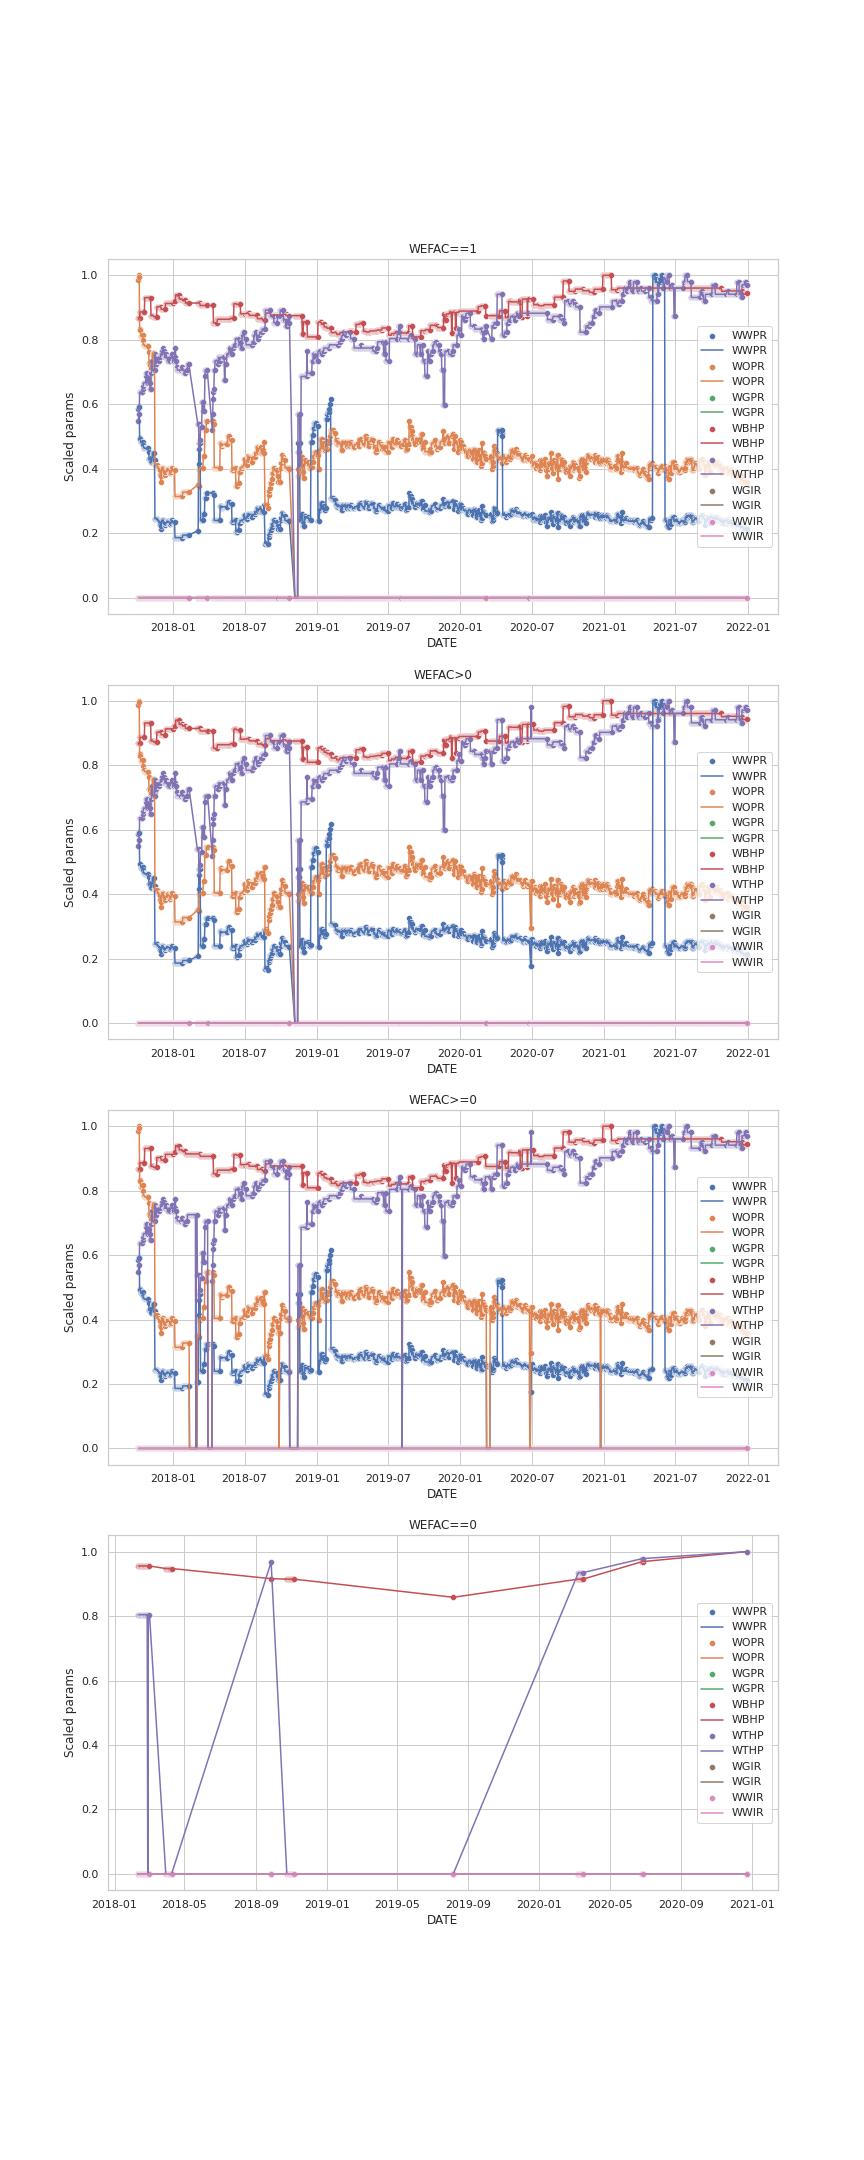 WEFAC==1
1.0
0.8
0.6
0.4
0.2
0.0
Scaled params
WWPR
WWPR
WOPR
WOPR
WGPR
WGPR
WBHP
WBHP
WTHP
WTHP
WGIR
WGIR
WWIR
WWIR
2018-01 2018-07 2019-01 2019-07 2020-01 2020-07 2021-01 2021-07 2022-01
DATE
WEFAC>0
1.0
0.8
0.6
0.4
0.2
0.0
Scaled params
WWPR
WWPR
WOPR
WOPR
WGPR
WGPR
WBHP
WBHP
WTHP
WTHP
WGIR
WGIR
WWIR
WWIR
2018-01 2018-07 2019-01 2019-07 2020-01 2020-07 2021-01 2021-07 2022-01
DATE
WEFAC>=0
1.0
0.8
0.6
0.4
0.2
0.0
Scaled params
WWPR
WWPR
WOPR
WOPR
WGPR
WGPR
WBHP
WBHP
WTHP
WTHP
WGIR
WGIR
WWIR
WWIR
2018-01 2018-07 2019-01 2019-07 2020-01 2020-07 2021-01 2021-07 2022-01
DATE
WEFAC==0
1.0
0.8
0.6
0.4
0.2
0.0
Scaled params
WWPR
WWPR
WOPR
WOPR
WGPR
WGPR
WBHP
WBHP
WTHP
WTHP
WGIR
WGIR
WWIR
WWIR
2018-01 2018-05 2018-09 2019-01 2019-05 2019-09 2020-01 2020-05 2020-09 2021-01
DATE